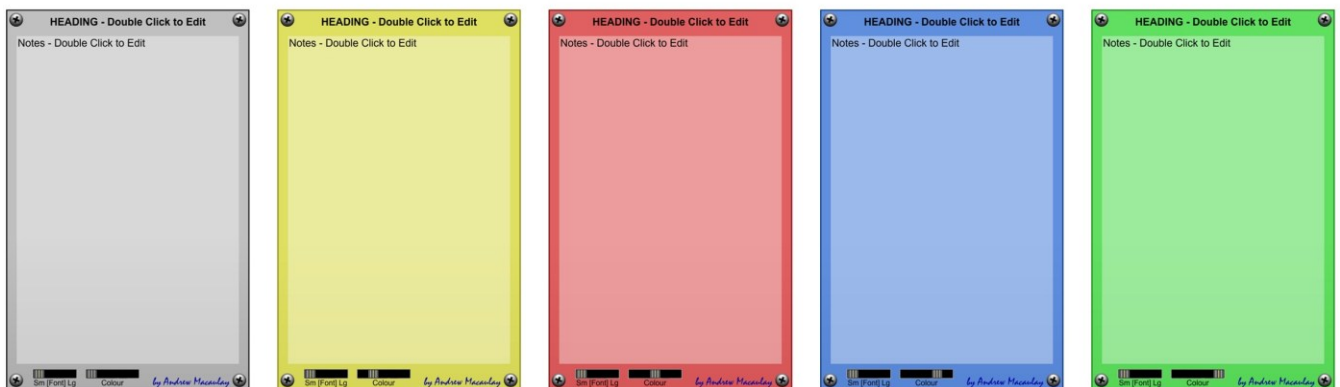 HEADING - Double Click to Edit
Notes - Double Click to Edit
Sm [Font] Lg Colour by Andrew Macaulay
HEADING - Double Click to Edit
Notes - Double Click to Edit
Sm [Font] Lg Colour by Andrew Macaulay
HEADING - Double Click to Edit
Notes - Double Click to Edit
Sm [Font] Lg Colour by Andrew Macaulay
HEADING - Double Click to Edit
Notes - Double Click to Edit
Sm [Font] Lg Colour by Andrew Macaulay
HEADING - Double Click to Edit
Notes - Double Click to Edit
Sm [Font] Lg Colour by Andrew Macaulay